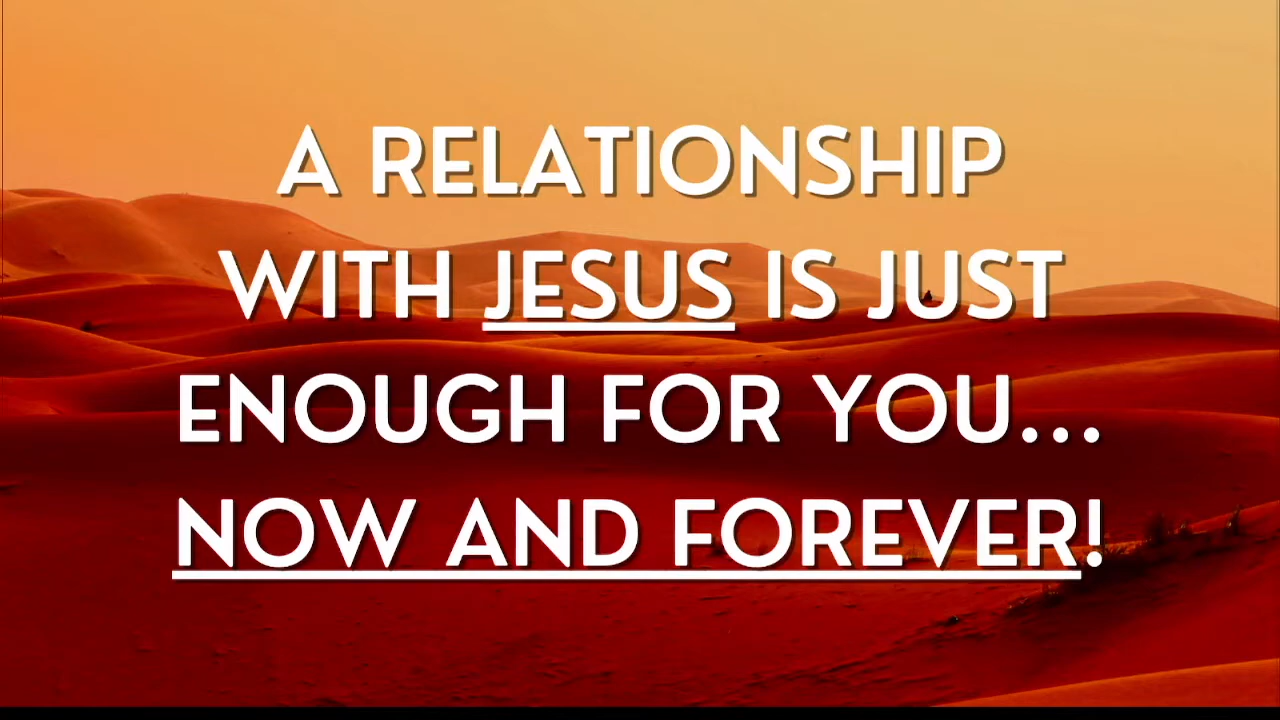 A RELATIONSHIP
WITH JESUS IS JUST
ENOUGH FOR YOU...
NOW AND FOREVER!